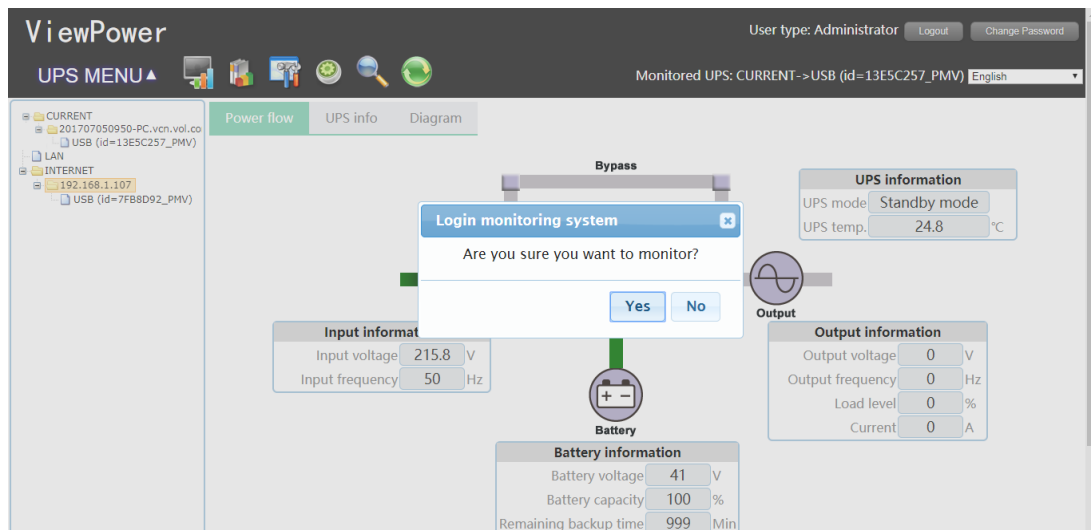 ViewPower
User type: Administrator Logout Change Password
UPS MENU▲
Monitored UPS: CURRENT->USB (id=13E5C257_PMV) English
CURRENT
201707050950-PC.vcn.vol.co
USB (id=13E5C257_PMV)
LAN
INTERNET
192.168.1.107
USB (id=7FB8D92_PMV)
Power flow UPS info Diagram
Bypass
UPS information
UPS mode Standby mode
UPS temp. 24.8 ℃
Login monitoring system
Are you sure you want to monitor?
Yes No
Output
Input informat
Input voltage 215.8 V
Input frequency 50 Hz
Output information
Output voltage 0 V
Output frequency 0 Hz
Load level 0 %
Current 0 A
Battery
Battery information
Battery voltage 41 V
Battery capacity 100 %
Remaining backup time 999 Min